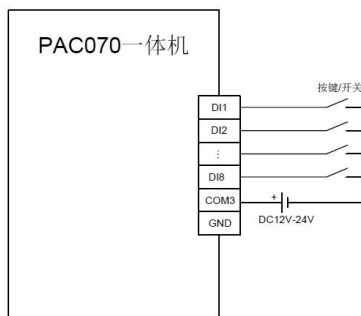 PAC070一体机
按键/开关
DI1
DI2
⋮
DI8
COM3
+
DC12V-24V
GND